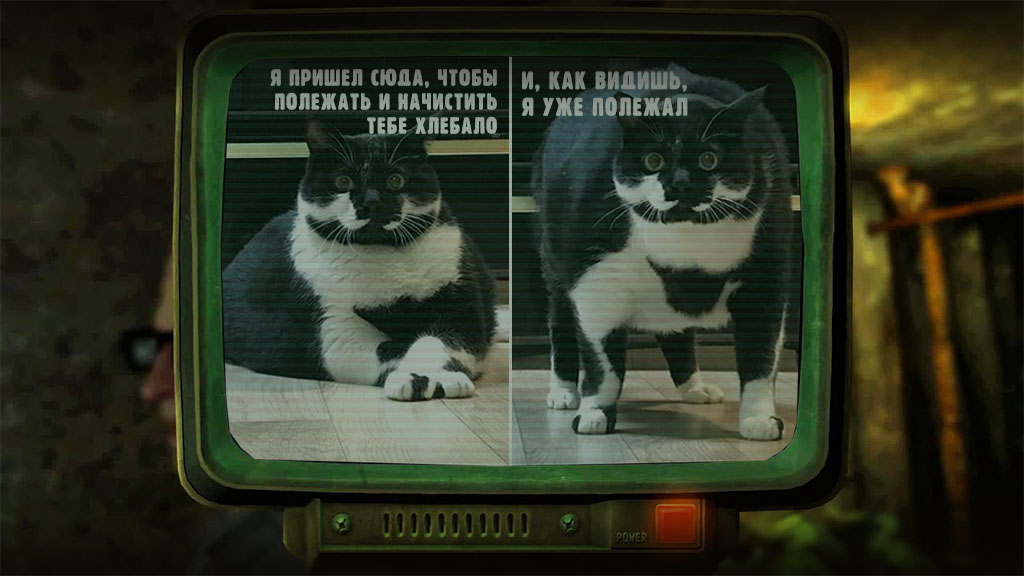 Я ПРИШЕЛ СЮДА, ЧТОБЫ
ПОЛЕЖАТЬ И НАЧИСТИТЬ
ТЕБЕ ХЛЕБАЛО
И, КАК ВИДИШЬ,
Я УЖЕ ПОЛЕЖАЛ
POWER